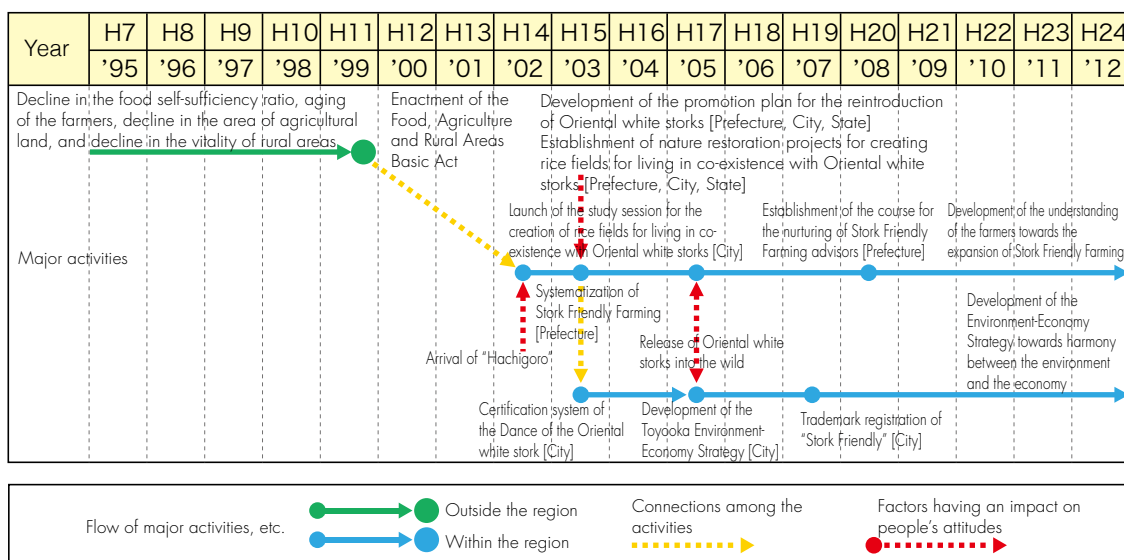 Year
H7 H8 H9 H10 H11 H12 H13 H14 H15 H16 H17 H18 H19 H20 H21 H22 H23 H24
’95 ’96 ’97 ’98 ’99 ’00 ’01 ’02 ’03 ’04 ’05 ’06 ’07 ’08 ’09 ’10 ’11 ’12
Decline in the food self-sufficiency ratio, aging
of the farmers, decline in the area of agricultural
land, and decline in the vitality of rural areas
Enactment of the
Food, Agriculture
and Rural Areas
Basic Act
Development of the promotion plan for the reintroduction
of Oriental white storks [Prefecture, City, State]
Establishment of nature restoration projects for creating
rice fields for living in co-existence with Oriental white
storks [Prefecture, City, State]
Major activities
Launch of the study session for the
creation of rice fields for living in co-
existence with Oriental white storks [City]
Establishment of the course for
the nurturing of Stork Friendly
Farming advisors [Prefecture]
Development of the understanding
of the farmers towards the
expansion of Stork Friendly Farming
Systematization of
Stork Friendly Farming
[Prefecture]
Arrival of “Hachigoro”
Release of Oriental white
storks into the wild
Development of the
Environment-Economy
Strategy towards harmony
between the environment
and the economy
Certification system of
the Dance of the Oriental
white stork [City]
Development of the
Toyooka Environment-
Economy Strategy [City]
Trademark registration of
“Stork Friendly” [City]
Flow of major activities, etc.
Outside the region
Within the region
Connections among the
activities
Factors having an impact on
people’s attitudes